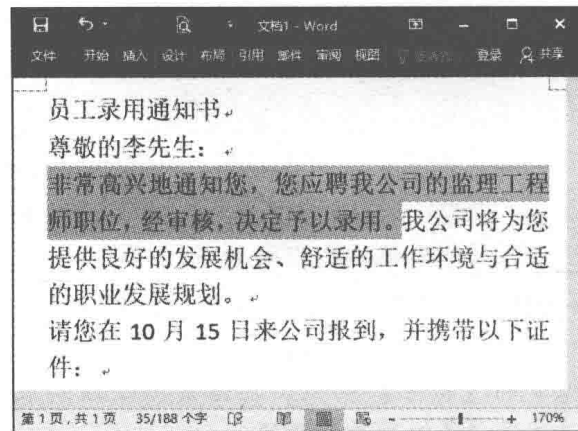 文档1 - Word
文件 开始 插入 设计 布局 引用 邮件 审阅 视图 登录 共享
员工录用通知书
尊敬的李先生：
非常高兴地通知您，您应聘我公司的监理工程
师职位，经审核，决定予以录用。我公司将为您
提供良好的发展机会、舒适的工作环境与合适
的职业发展规划。
请您在 10 月 15 日来公司报到，并携带以下证
件：
第 1 页，共 1 页 35/188 个字 170%